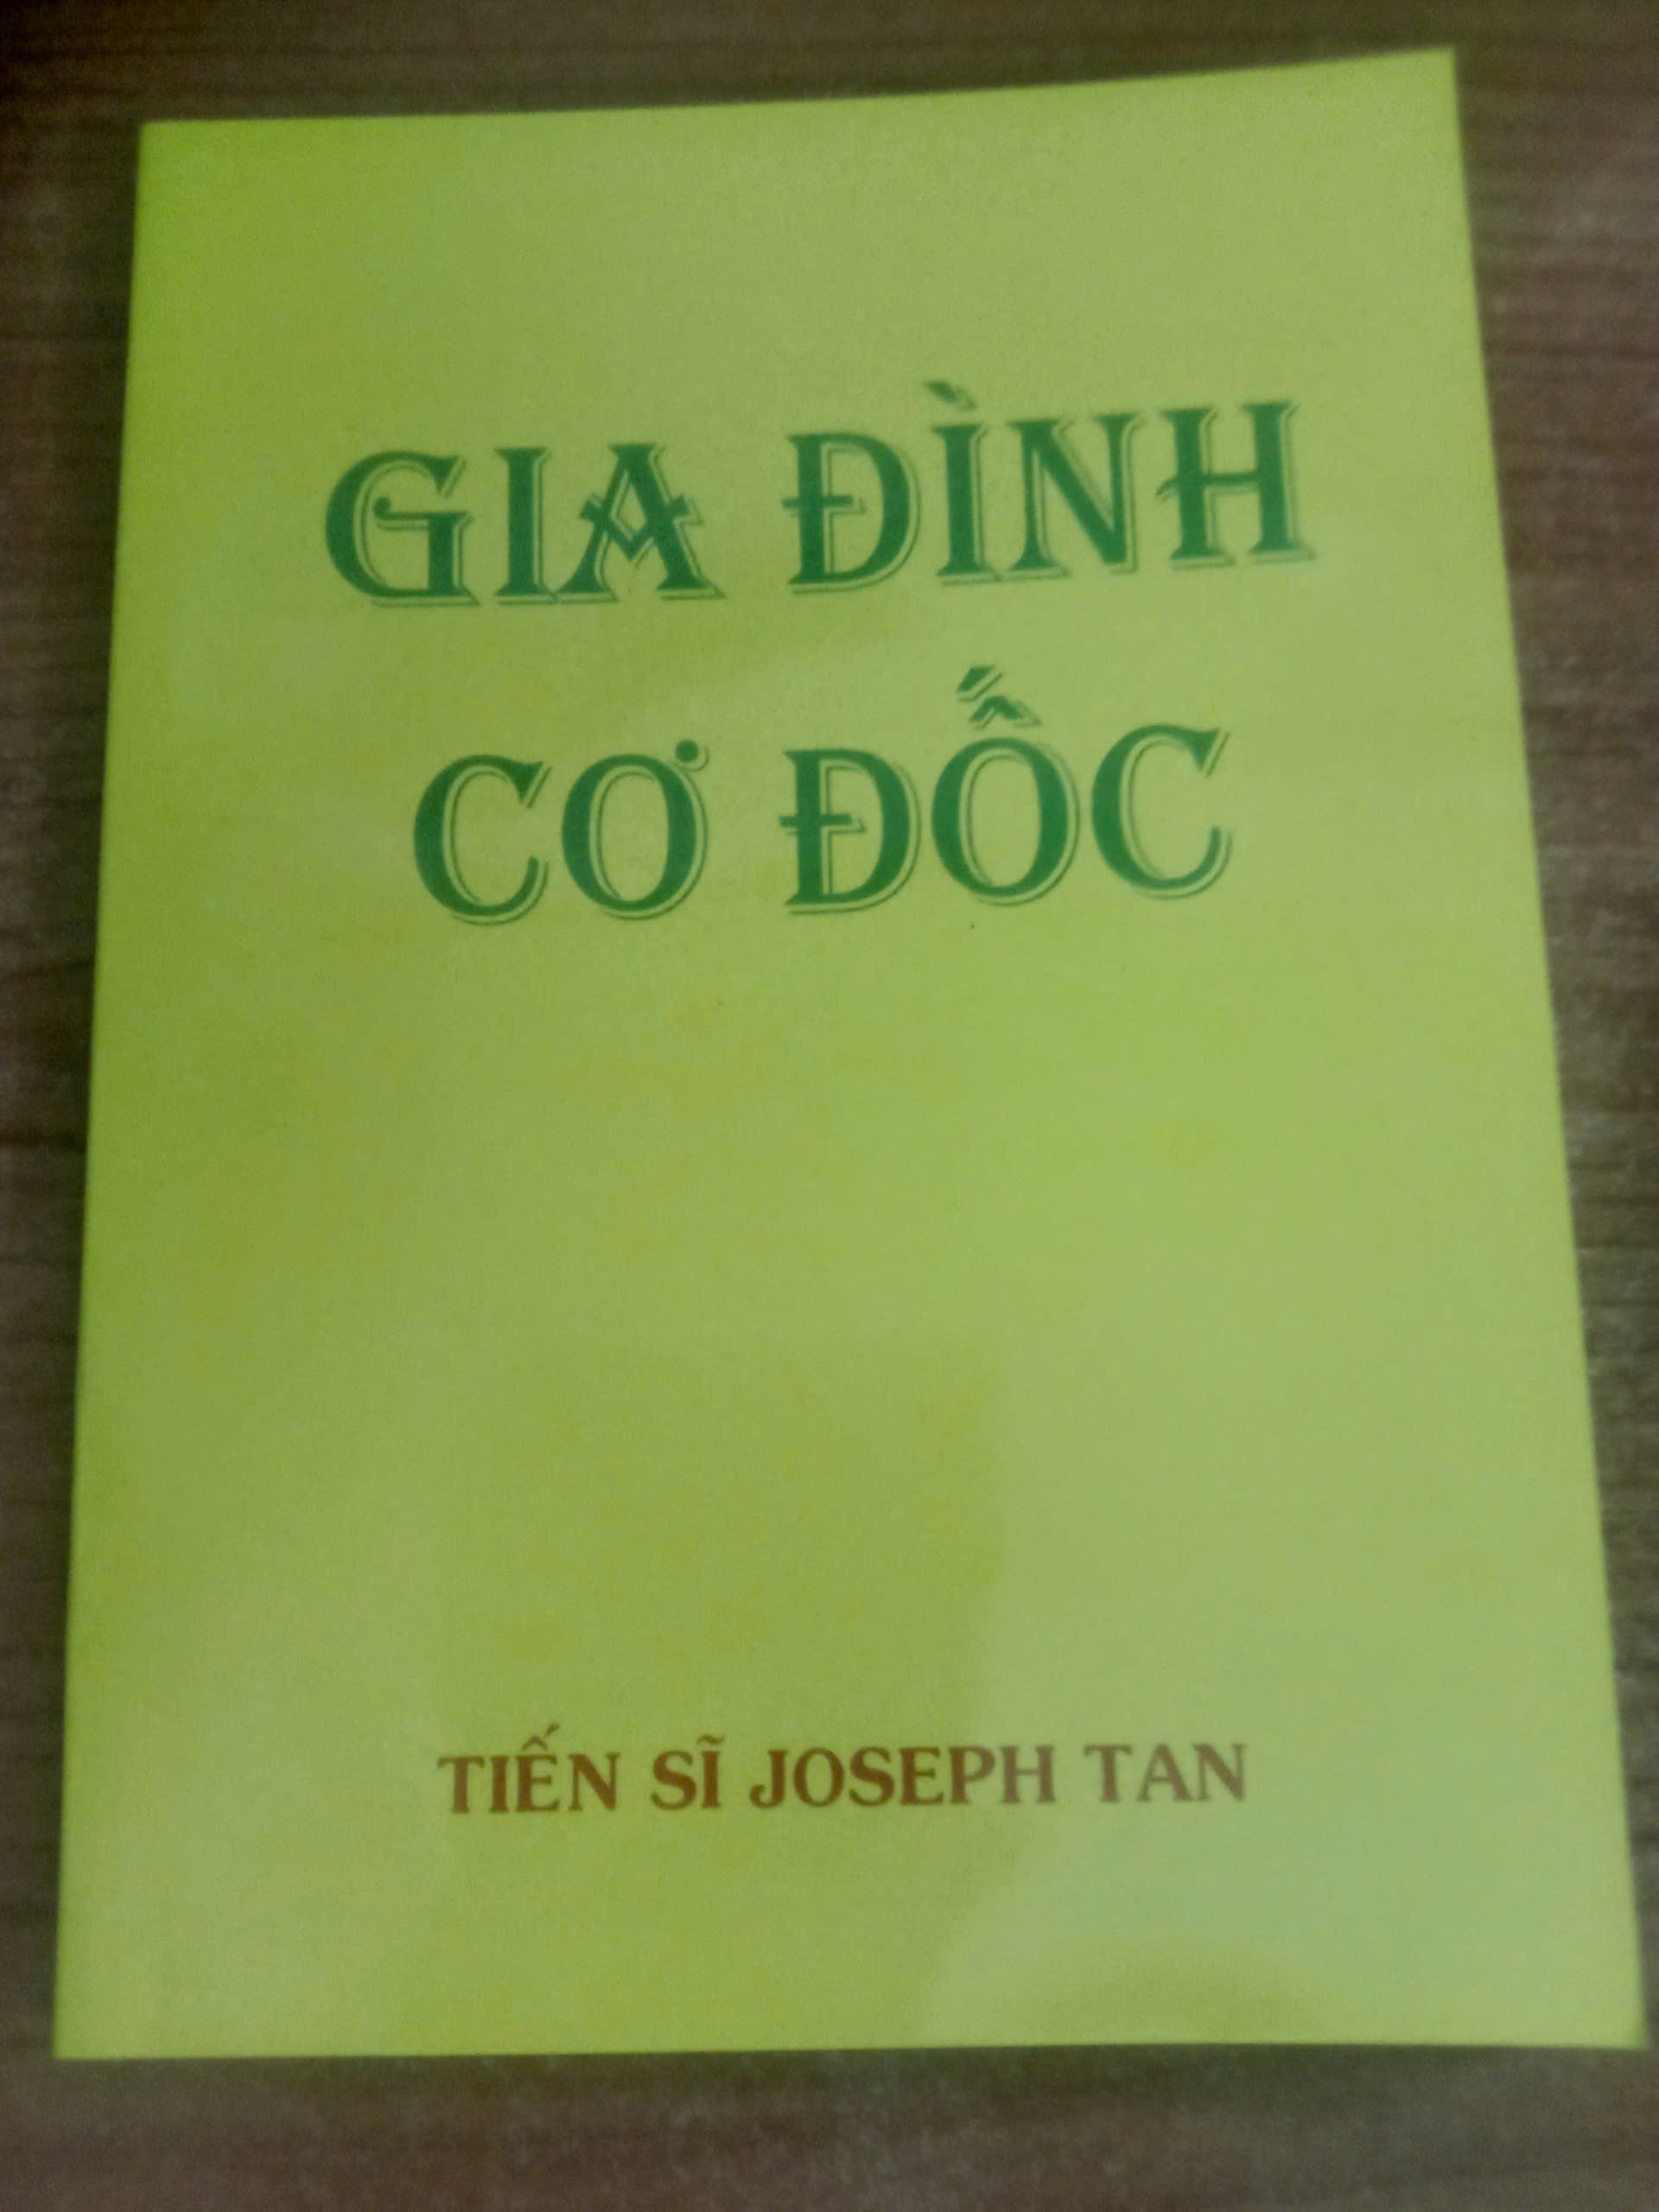 GIA ĐÌNH
CƠ ĐỐC
TIẾN SĨ JOSEPH TAN